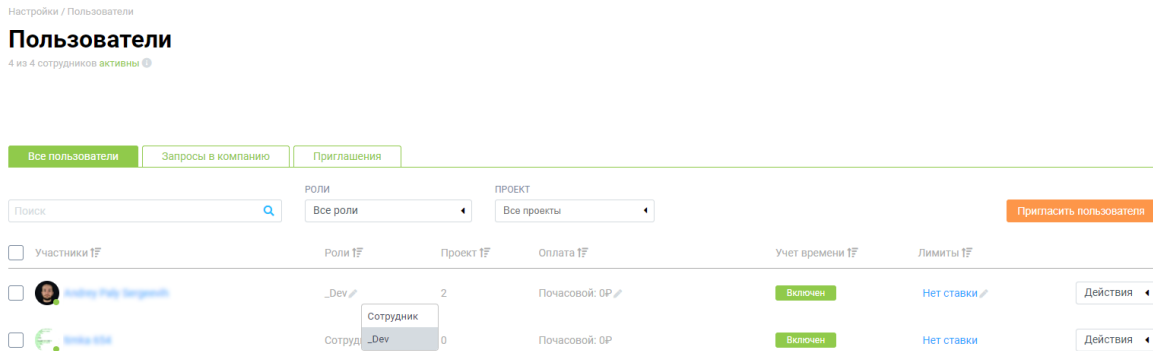 Настройки / Пользователи
Пользователи
4 из 4 сотрудников активны
Все пользователи Запросы в компанию Приглашения
РОЛИ ПРОЕКТ
Поиск Все роли Все проекты Пригласить пользователя
Участники Роли Проект Оплата Учет времени Лимиты
_Dev 2 Почасовой: 0₽ Включен Нет ставки Действия
Сотрудник
_Dev 0 Почасовой: 0₽ Включен Нет ставки Действия